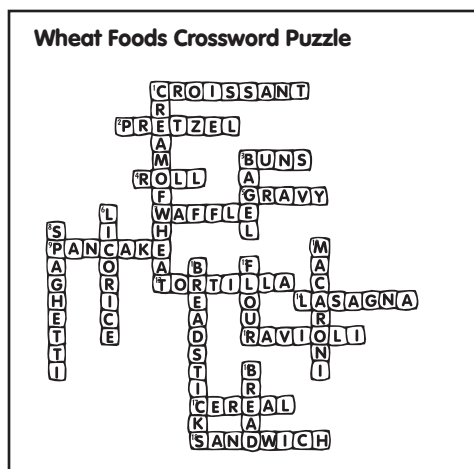 Wheat Foods Crossword Puzzle
CROISSANT
CREAM OF WHEAT
PRETZEL
BUNS
BAGEL
ROLL
GRAVY
LICORICE
WAFFLE
SPAGHETTI
PANCAKE
MACARONI
BREADSTICKS
FLOUR
TORTILLA
LASAGNA
RAVIOLI
BREAD
CEREAL
SANDWICH